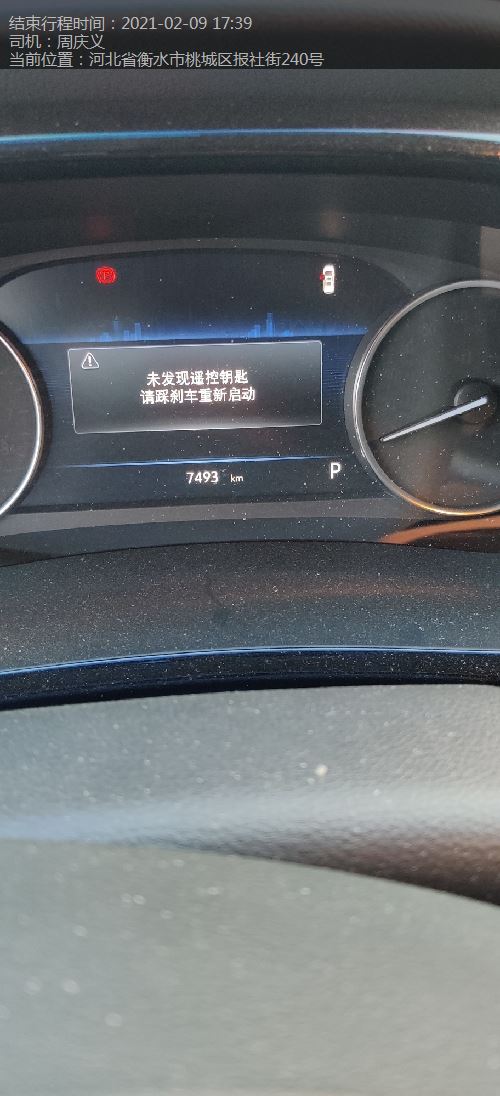 结束行程时间：2021-02-09 17:39
司机：周庆义
当前位置：河北省衡水市桃城区报社街240号
未发现遥控钥匙
请踩刹车重新启动
7493 km
P